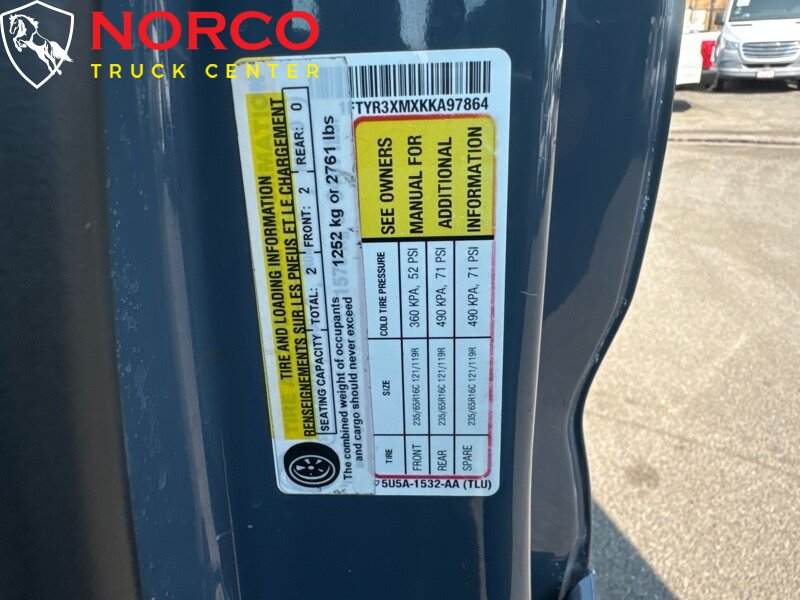 NORCO
TRUCK CENTER
FTYR3XMXKKA97864
TIRE AND LOADING INFORMATION
RENSEIGNEMENTS SUR LES PNEUS ET LE CHARGEMENT
SEATING CAPACITY TOTAL: 2 FRONT: 2 REAR: 0
The combined weight of occupants
and cargo should never exceed
1252 kg or 2761 lbs
TIRE SIZE COLD TIRE PRESSURE
FRONT 235/65R16C 121/119R 360 KPA, 52 PSI
REAR 235/65R16C 121/119R 490 KPA, 71 PSI
SPARE 235/65R16C 121/119R 490 KPA, 71 PSI
SEE OWNERS
MANUAL FOR
ADDITIONAL
INFORMATION
5U5A-1532-AA (TLU)